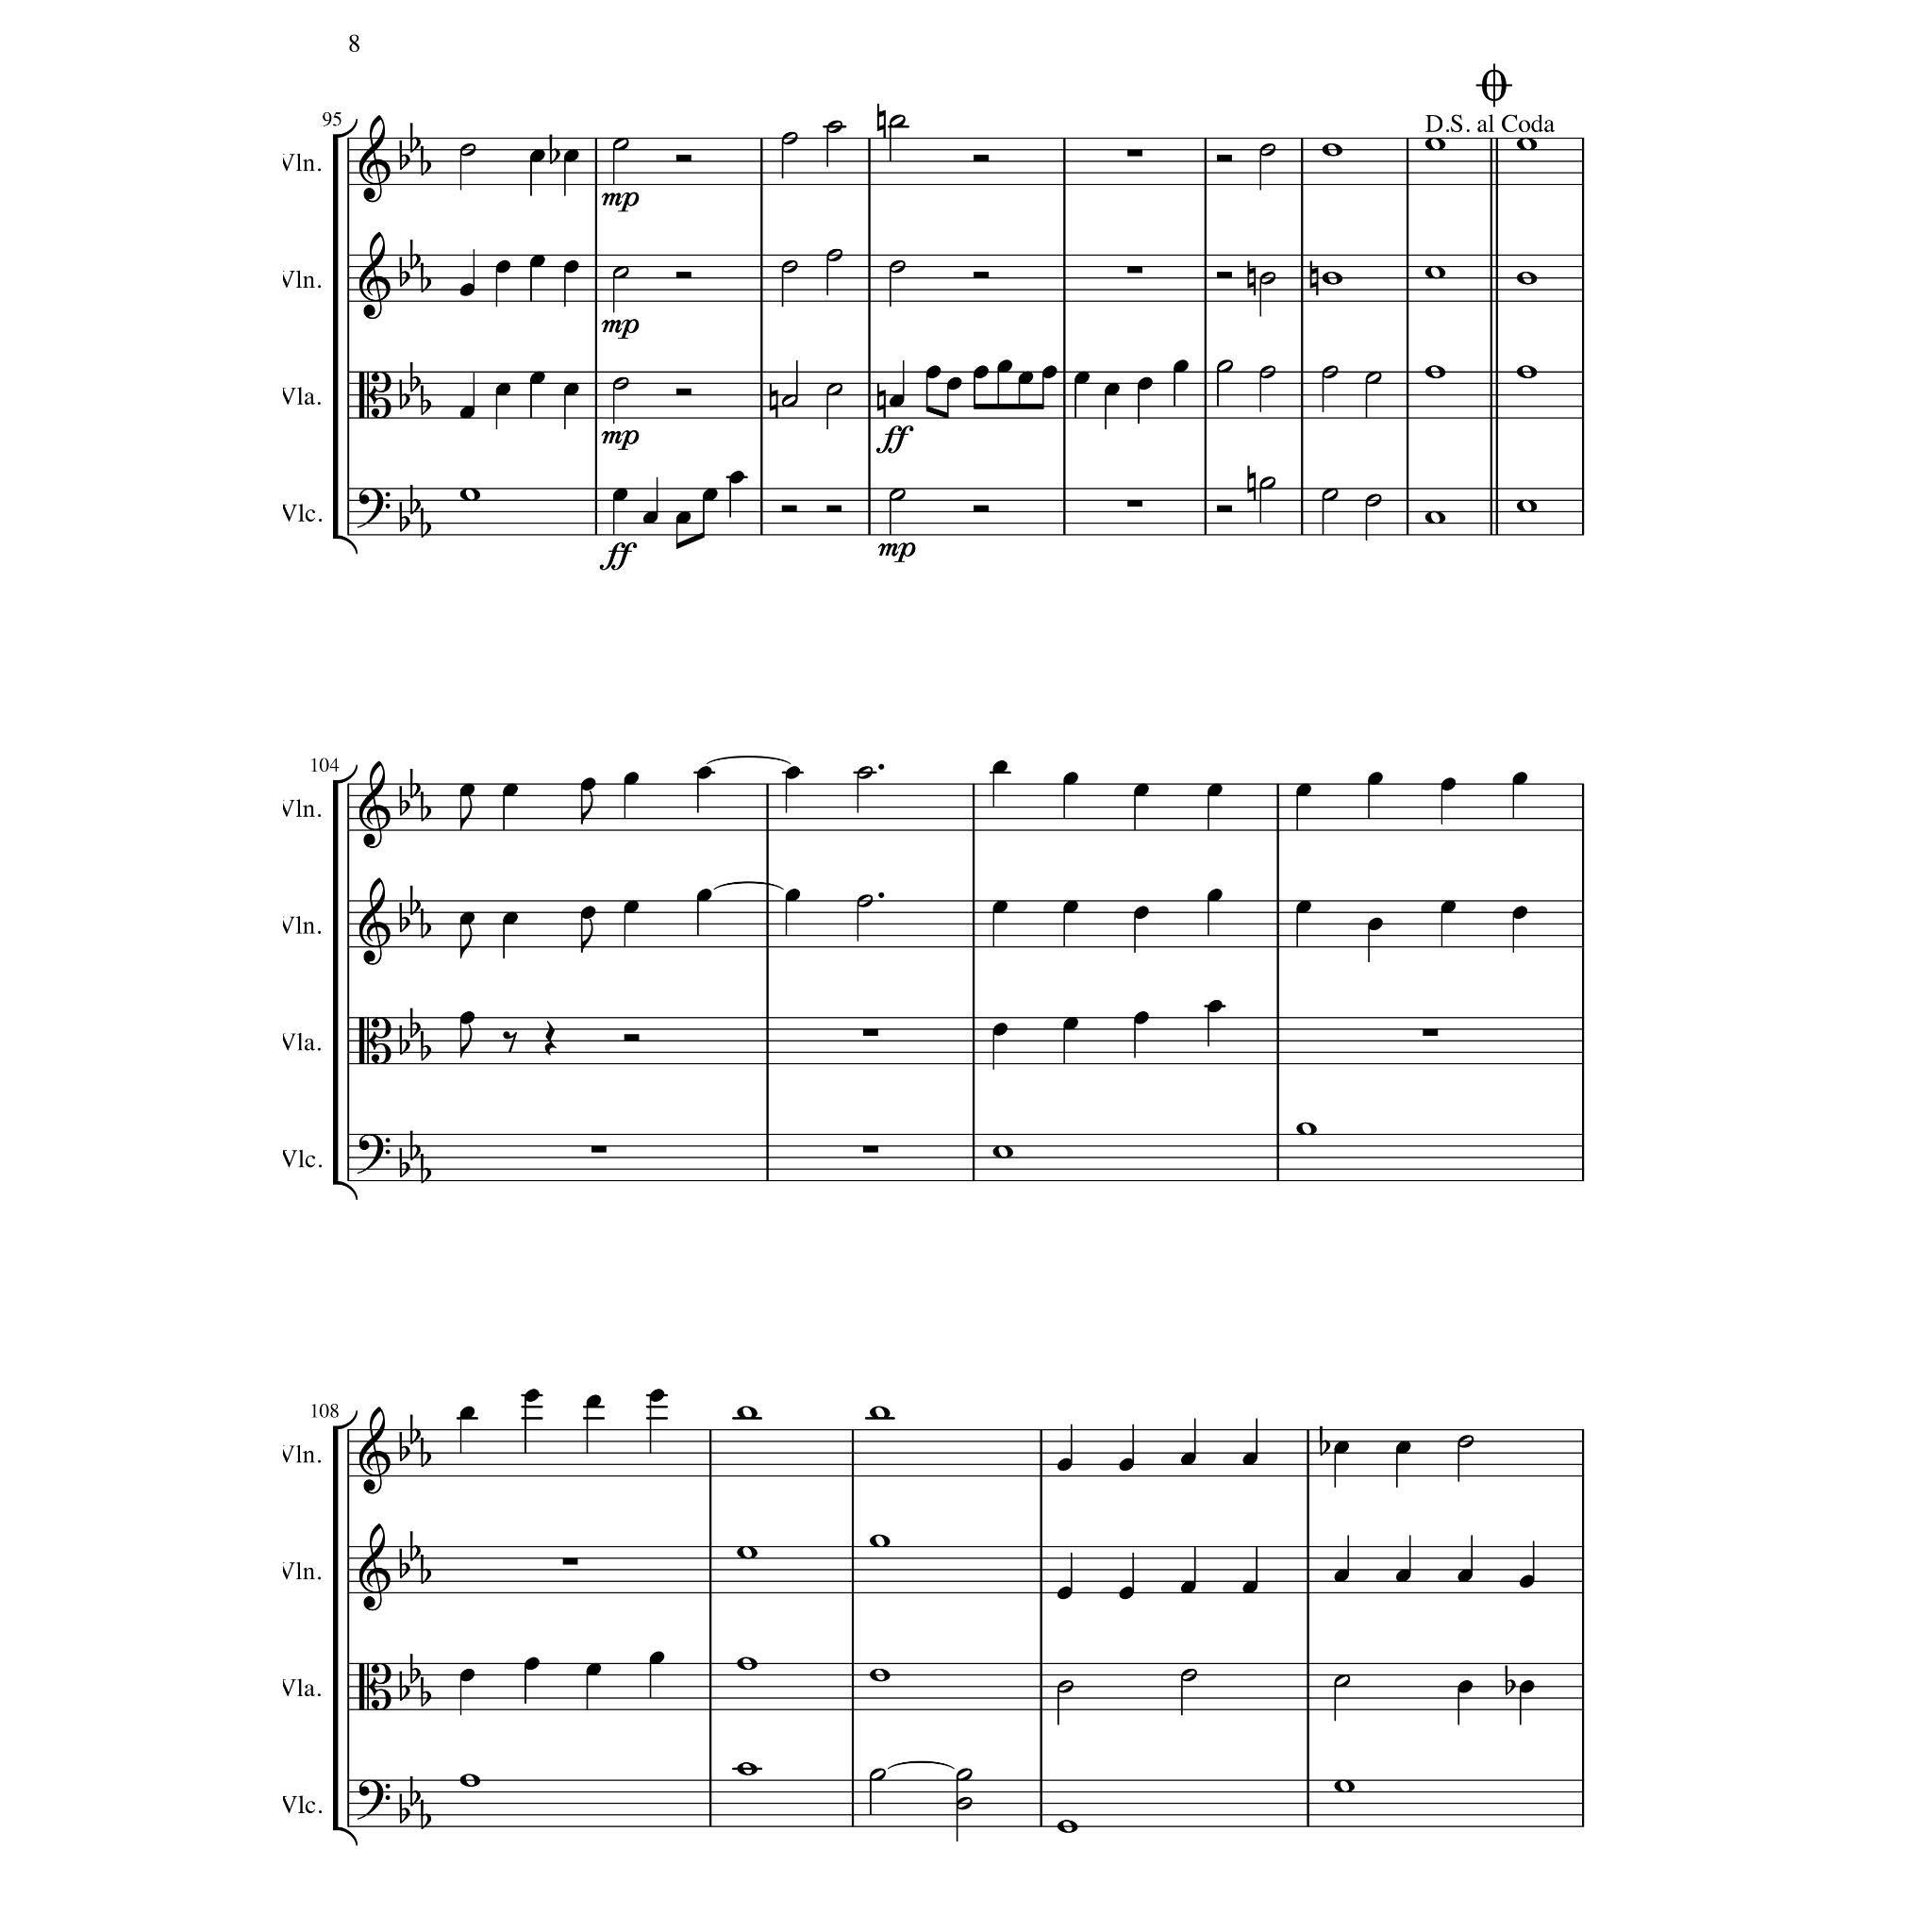 8
95
D.S. al Coda
Vln.
mp
Vln.
mp
Vla.
mp
ff
Vlc.
ff
mp
104
Vln.
Vln.
Vla.
Vlc.
108
Vln.
Vln.
Vla.
Vlc.